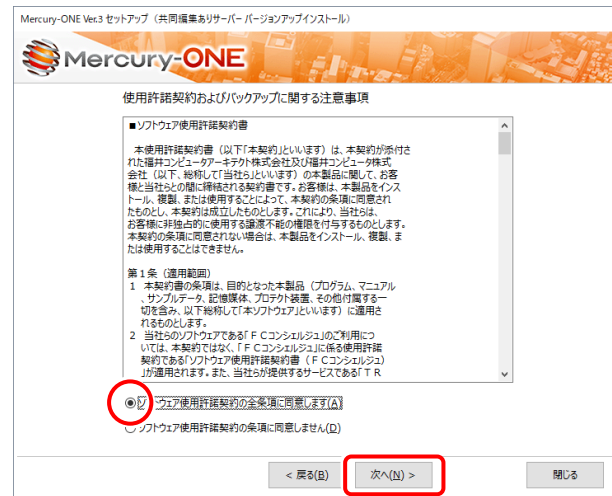 Mercury-ONE Ver.3 セットアップ（共同編集ありサーバー バージョンアップインストール）
Mercury-ONE
使用許諾契約およびバックアップに関する注意事項
■ソフトウェア使用許諾契約書
本使用許諾契約書（以下「本契約」といいます）は、本契約が添付さ
れた福井コンピュータアーキテクト株式会社及び福井コンピュータ株式
会社（以下、総称して「当社ら」といいます）の本製品に関して、お客
様と当社らとの間に締結される契約書です。お客様は、本製品をインス
トール、複製、または使用することによって、本契約の条項に同意され
たものとし、本契約は成立したものとします。これにより、当社らは、
お客様に非独占的に使用する譲渡不能の権限を付与するものとします。
本契約の条項に同意されない場合は、本製品をインストール、複製、ま
たは使用することはできません。
第１条（適用範囲）
１　本契約書の条項は、目的となった本製品（プログラム、マニュアル
、サンプルデータ、記憶媒体、プロテクト装置、その他付属する一
切を含み、以下総称して「本ソフトウェア」といいます）に適用さ
れるものとします。
２　当社らのソフトウェアである「ＦＣコンシェルジュ」のご利用につ
いては、本契約ではなく、「ＦＣコンシェルジュ」に係る使用許諾
契約である「ソフトウェア使用許諾契約書（ＦＣコンシェルジュ）
」が適用されます。また、当社らが提供するサービスである「ＴＲ
ソフトウェア使用許諾契約の全条項に同意します(A)
ソフトウェア使用許諾契約の条項に同意しません(D)
< 戻る(B)
次へ(N) >
閉じる